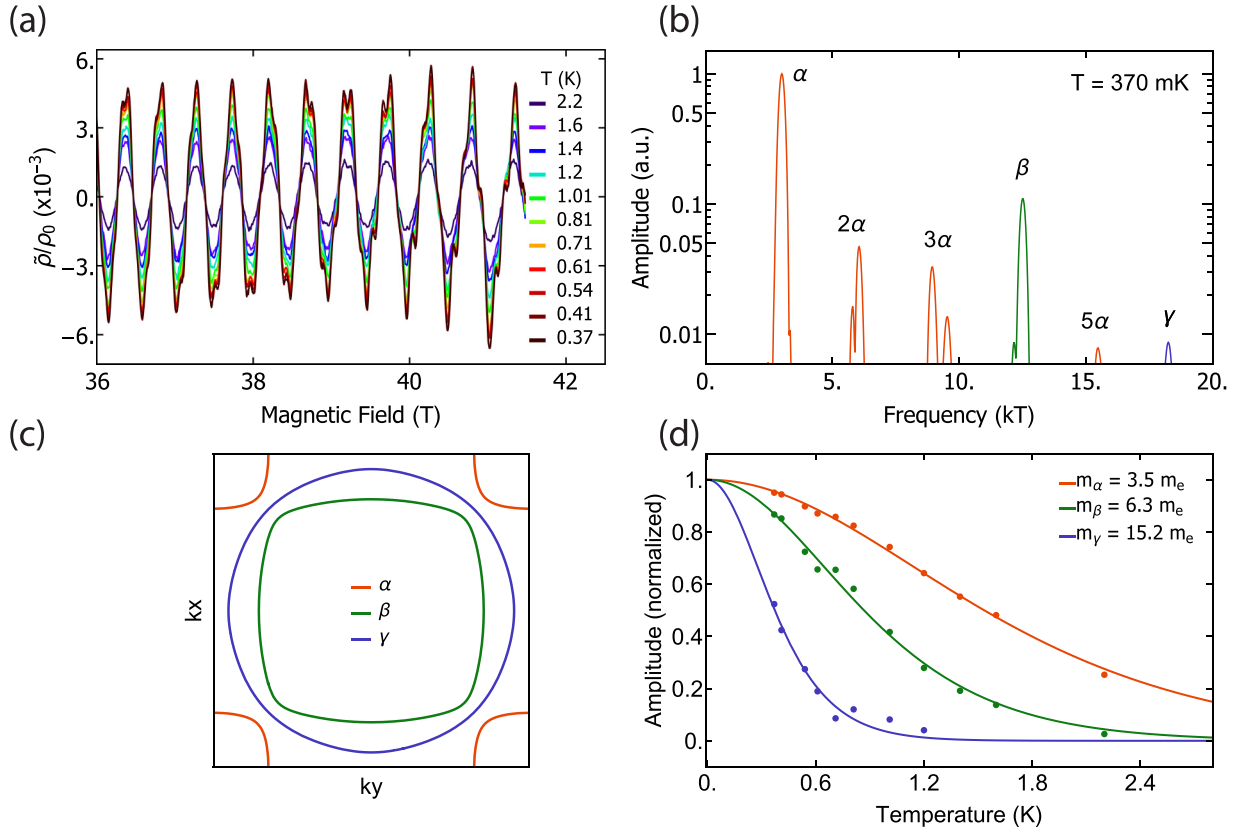 (a)
6.
3.
0.
−3.
−6.
ρ̃/ρ₀ (x10⁻³)
36
38
40
42
Magnetic Field (T)
T (K)
2.2
1.6
1.4
1.2
1.01
0.81
0.71
0.61
0.54
0.41
0.37
(b)
1
0.5
0.1
0.05
0.01
Amplitude (a.u.)
α
2α
3α
β
5α
γ
T = 370 mK
0.
5.
10.
15.
20.
Frequency (kT)
(c)
kx
α
β
γ
ky
(d)
1.
0.8
0.6
0.4
0.2
0.
Amplitude (normalized)
mα = 3.5 mₑ
mβ = 6.3 mₑ
mγ = 15.2 mₑ
0.
0.6
1.2
1.8
2.4
Temperature (K)